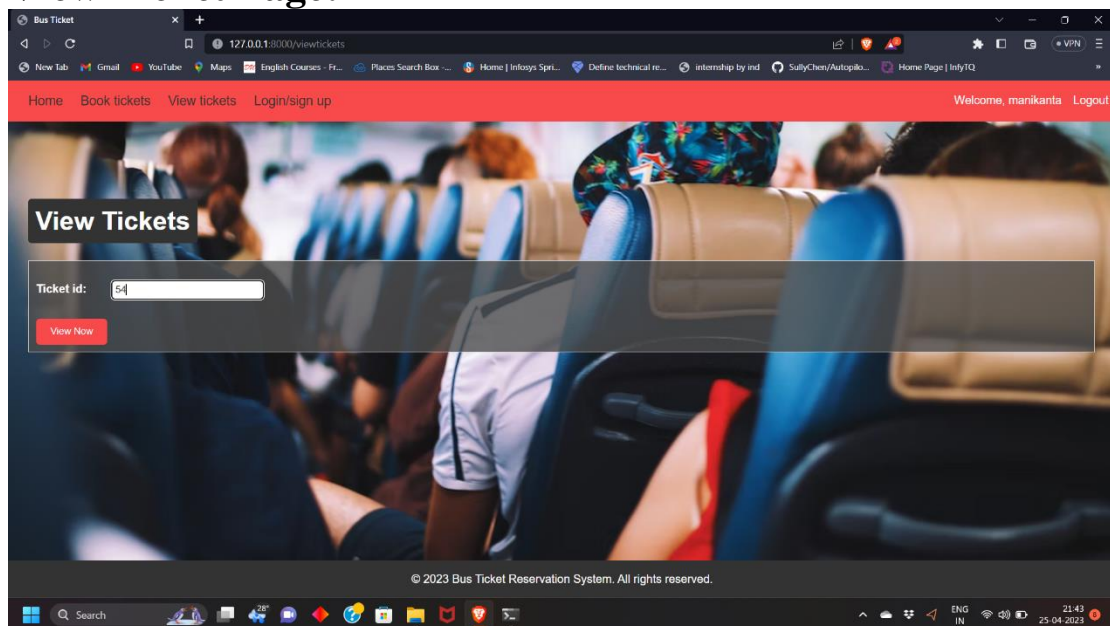 Bus Ticket
127.0.0.1:8000/viewtickets
VPN
New Tab Gmail YouTube Maps English Courses - Fr... Places Search Box -... Home | Infosys Spri... Define technical re... internship by ind SullyChen/Autopilo... Home Page | InfyTQ »
Home Book tickets View tickets Login/sign up Welcome, manikanta Logout
View Tickets
Ticket id: 54
View Now
© 2023 Bus Ticket Reservation System. All rights reserved.
Search 28° ENG 21:43
IN 25-04-2023 6